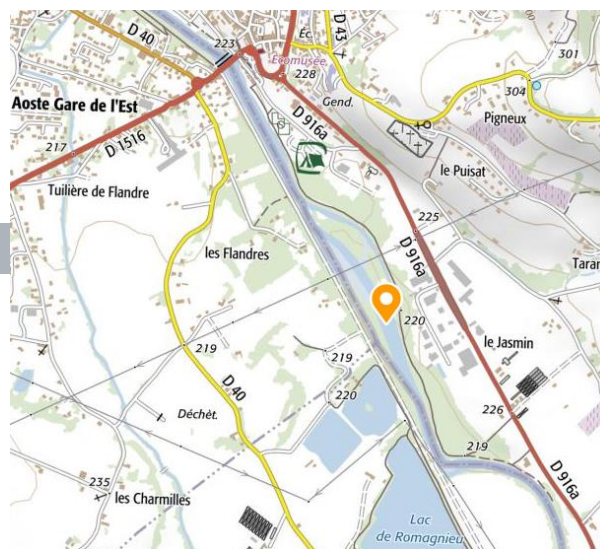 D 40
223
Éc.
D 43
301
Écomusée
228
304
Aoste Gare de l'Est
Gend.
Pigneux
D 1516
D 916a
217
le Puisat
Tuilière de Flandre
225
les Flandres
D 916a
Taran
220
219
219
le Jasmin
D 40
220
Déchèt.
226
219
235
les Charmilles
D 916a
Lac
de Romagnieu